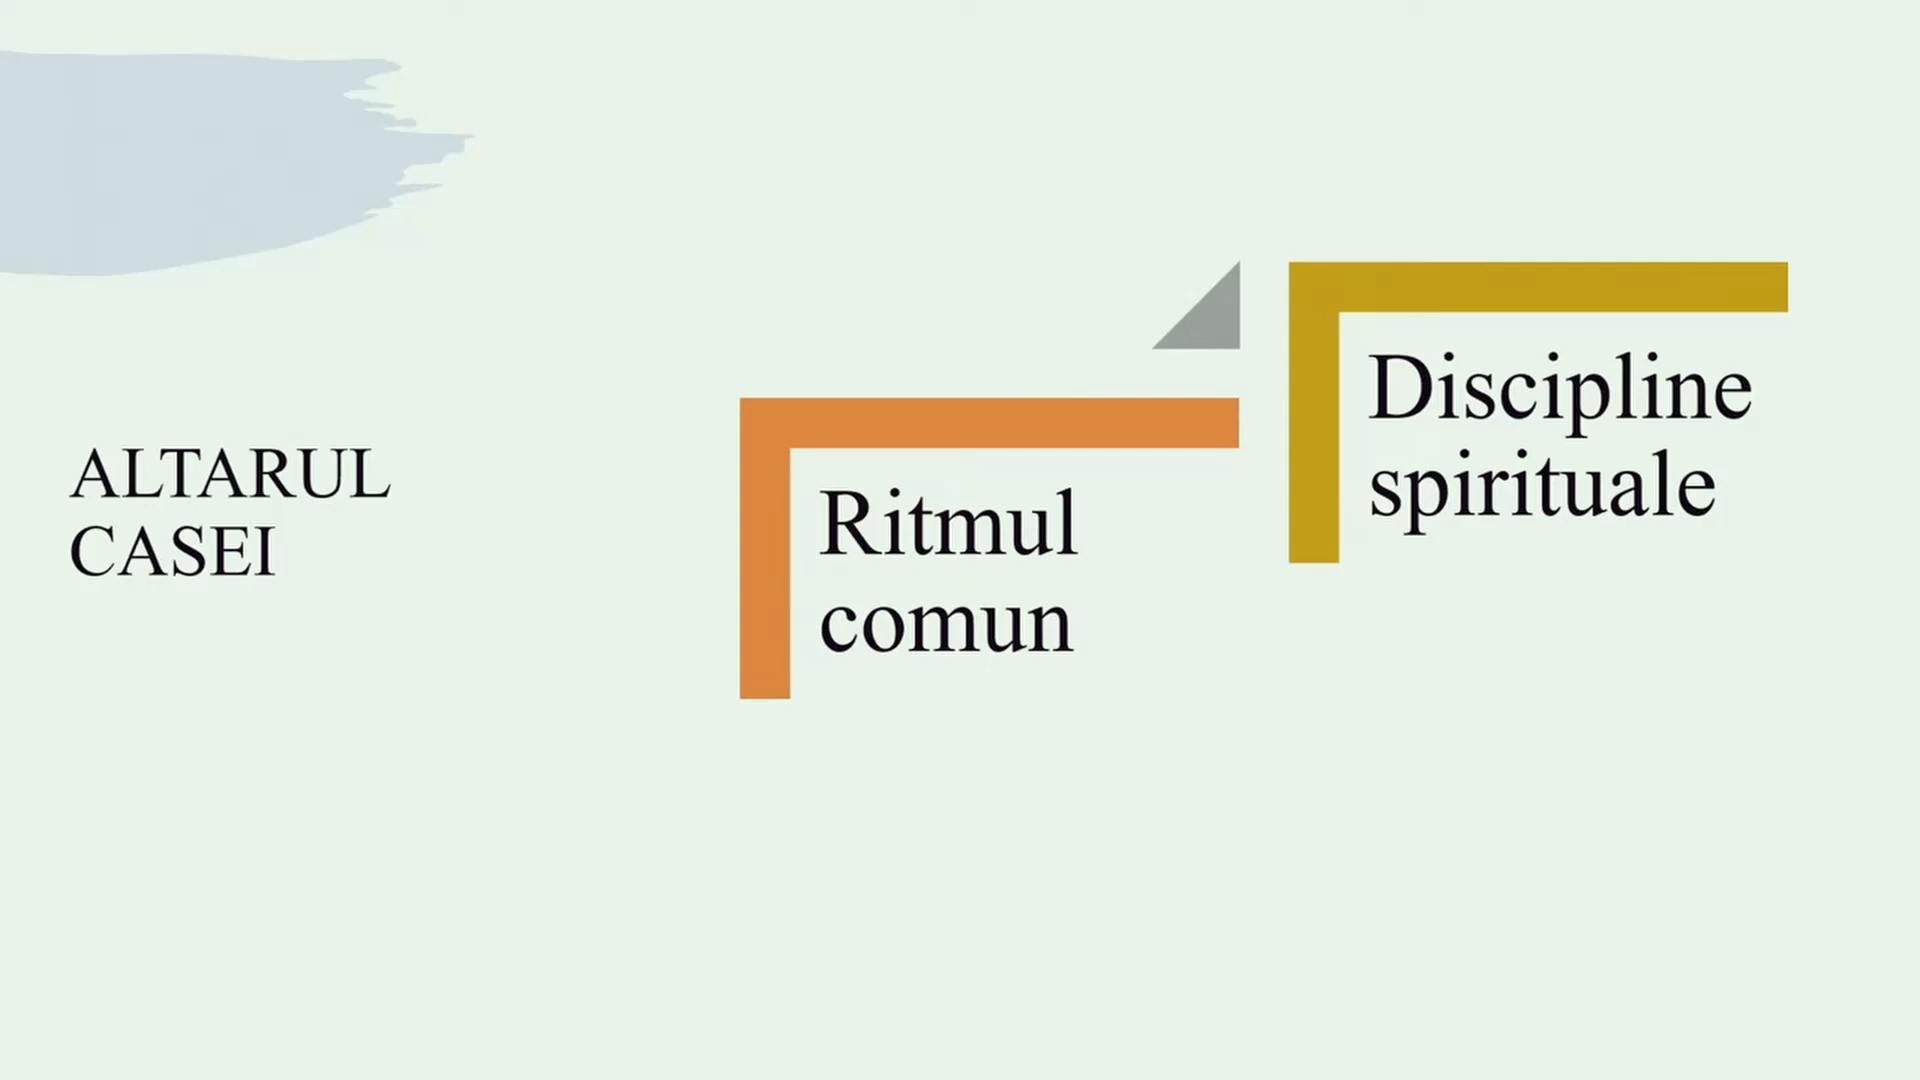 ALTARUL
CASEI
Ritmul
comun
Discipline
spirituale